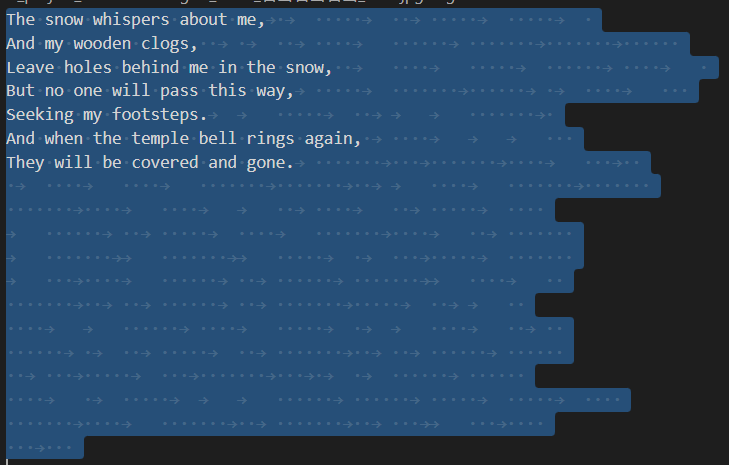 The snow whispers about me,
And my wooden clogs,
Leave holes behind me in the snow,
But no one will pass this way,
Seeking my footsteps.
And when the temple bell rings again,
They will be covered and gone.